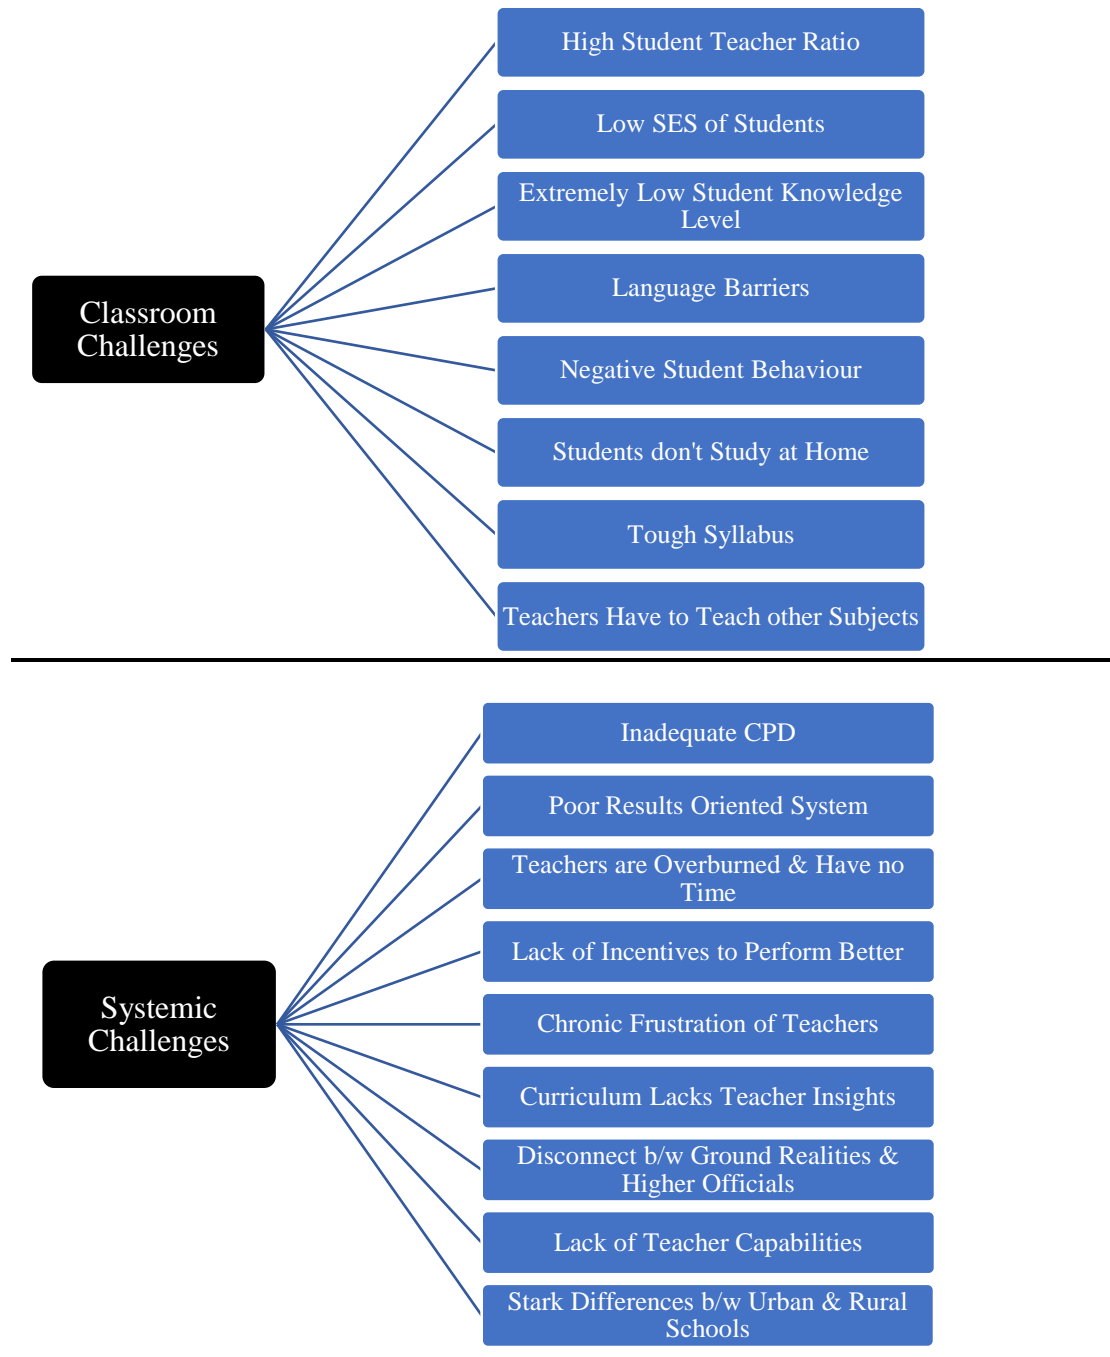 High Student Teacher Ratio
Low SES of Students
Extremely Low Student Knowledge
Level
Language Barriers
Classroom
Challenges
Negative Student Behaviour
Students don't Study at Home
Tough Syllabus
Teachers Have to Teach other Subjects
Inadequate CPD
Poor Results Oriented System
Teachers are Overburned & Have no
Time
Lack of Incentives to Perform Better
Systemic
Challenges
Chronic Frustration of Teachers
Curriculum Lacks Teacher Insights
Disconnect b/w Ground Realities &
Higher Officials
Lack of Teacher Capabilities
Stark Differences b/w Urban & Rural
Schools